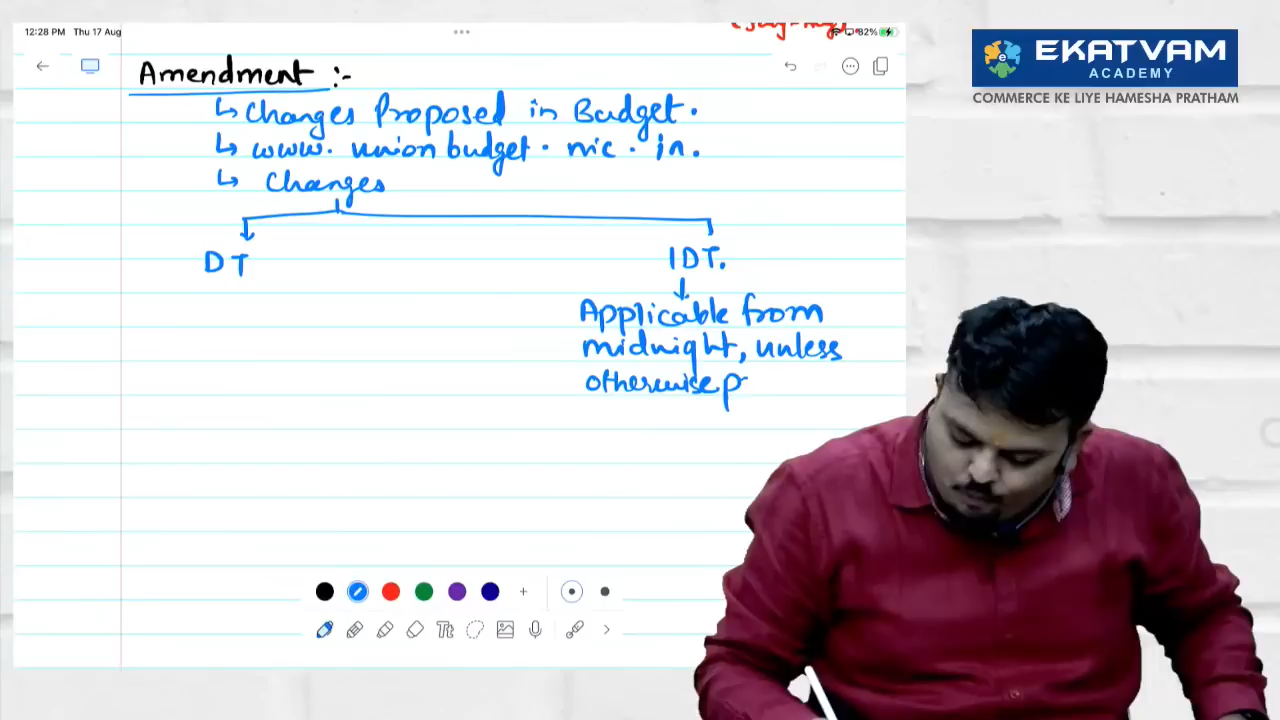 12:28 PM Thu 17 Aug
82%
EKATVAM
ACADEMY
COMMERCE KE LIYE HAMESHA PRATHAM
Amendment :-
↳ Changes Proposed in Budget.
↳ www. union budget. nic. in.
↳ Changes
DT
IDT.
Applicable from
midnight, unless
otherwise p
Tt